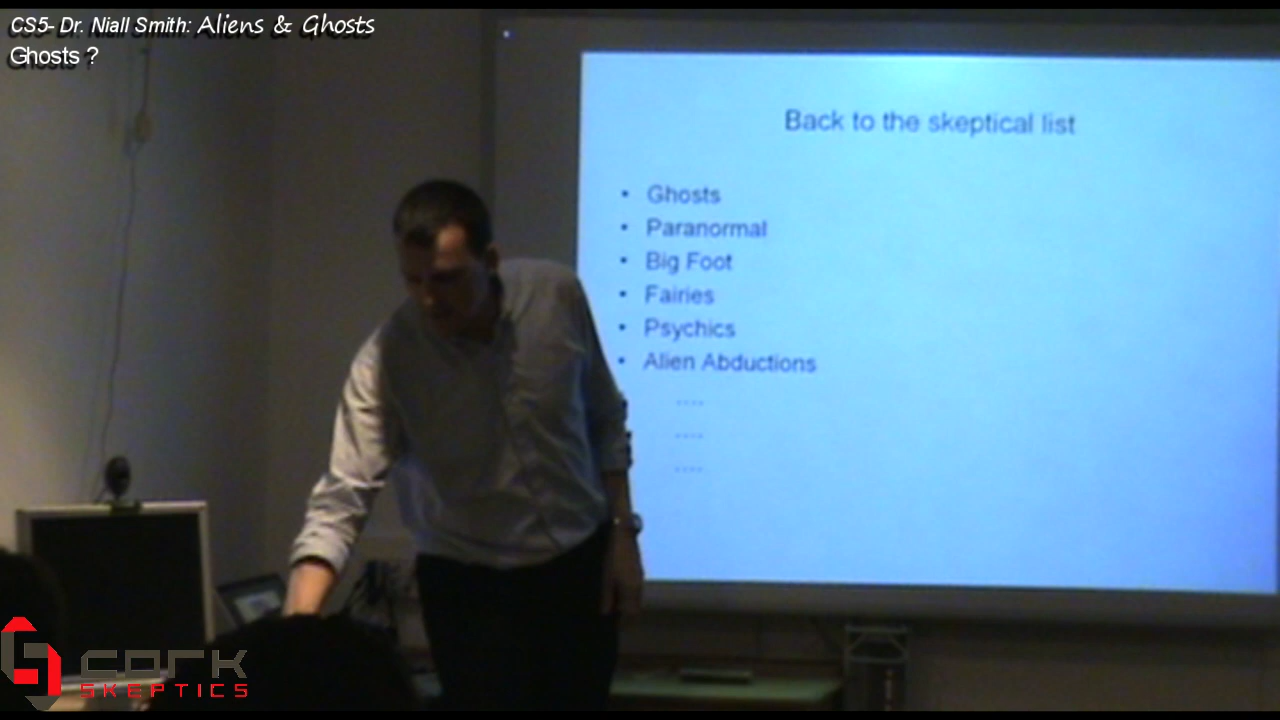 CS5- Dr. Niall Smith: Aliens & Ghosts
Ghosts ?
Back to the skeptical list
• Ghosts
• Paranormal
• Big Foot
• Fairies
• Psychics
• Alien Abductions
....
....
....
CORK
SKEPTICS